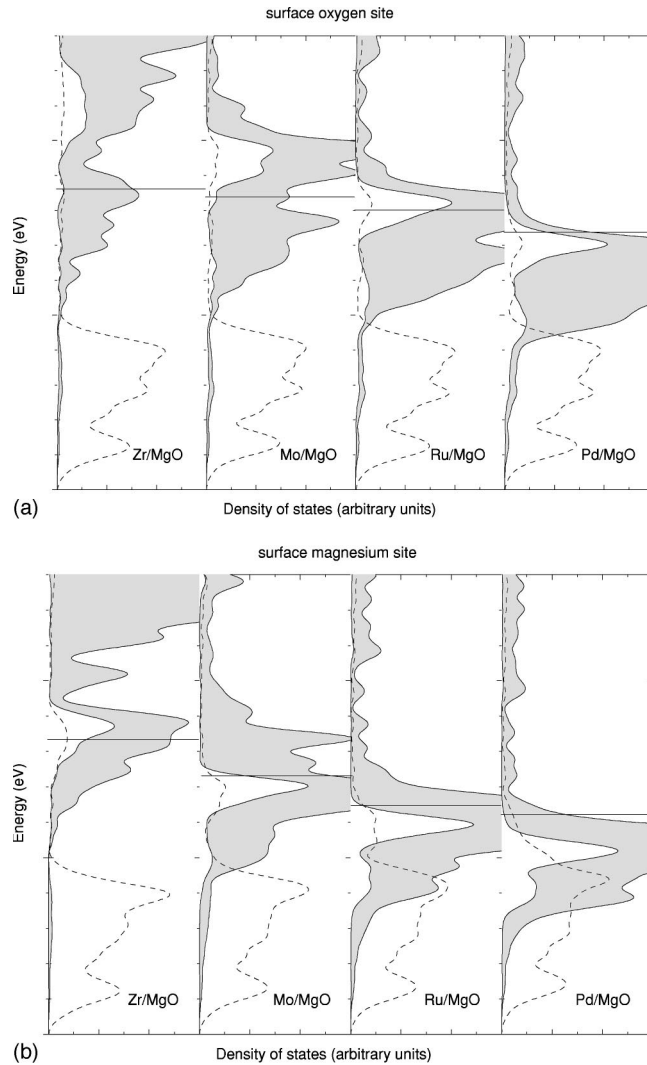 surface oxygen site
Energy (eV)
Zr/MgO
Mo/MgO
Ru/MgO
Pd/MgO
(a)
Density of states (arbitrary units)
surface magnesium site
Energy (eV)
Zr/MgO
Mo/MgO
Ru/MgO
Pd/MgO
(b)
Density of states (arbitrary units)